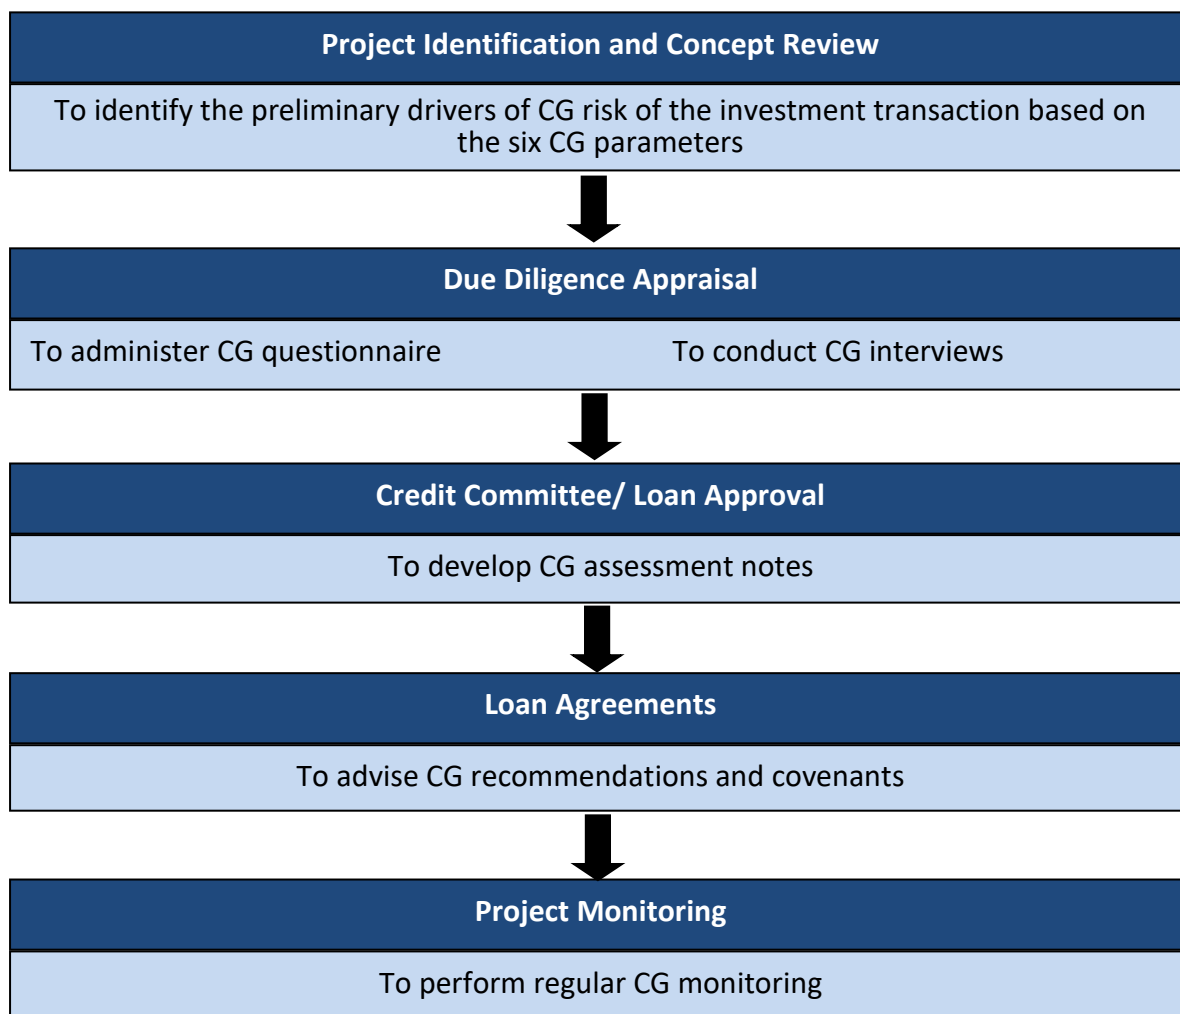 Project Identification and Concept Review
To identify the preliminary drivers of CG risk of the investment transaction based on
the six CG parameters
Due Diligence Appraisal
To administer CG questionnaire To conduct CG interviews
Credit Committee/ Loan Approval
To develop CG assessment notes
Loan Agreements
To advise CG recommendations and covenants
Project Monitoring
To perform regular CG monitoring